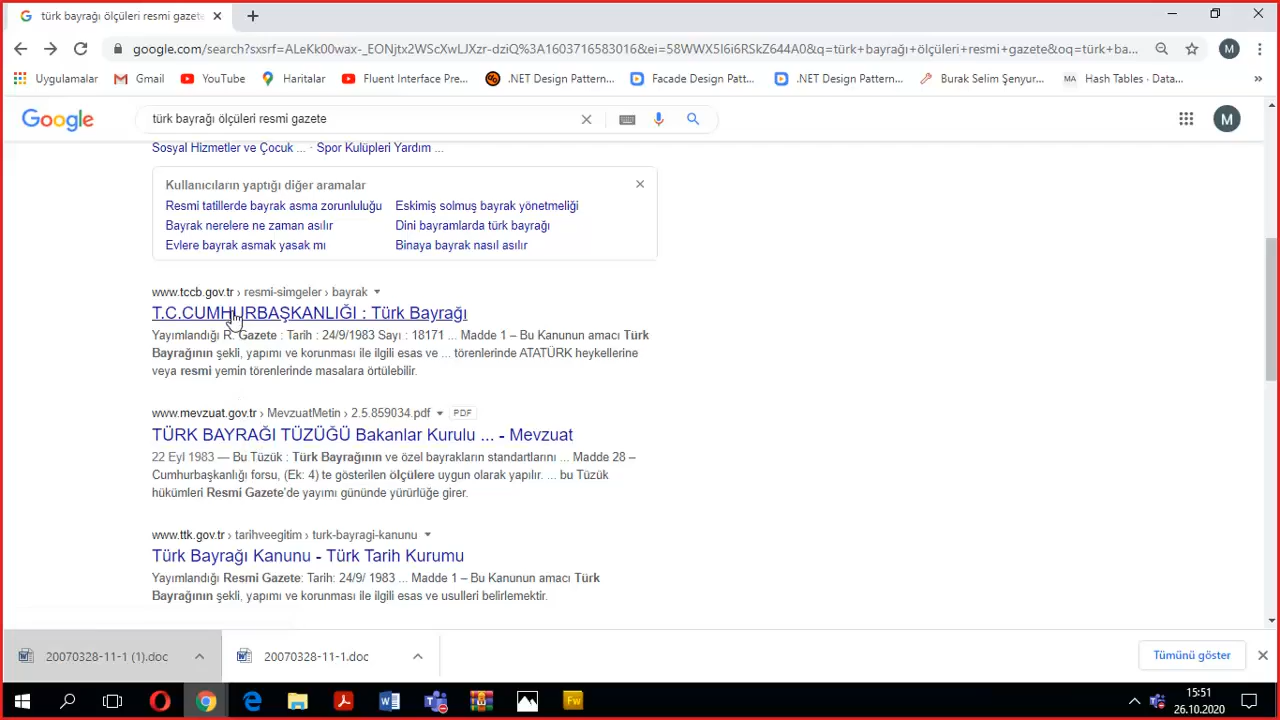 türk bayrağı ölçüleri resmi gazete
google.com/search?sxsrf=ALeKk00wax-_EONjtx2WScXwLJXzr-dziQ%3A1603716583016&ei=58WWX5I6i6RSkZ644A0&q=türk+bayrağı+ölçüleri+resmi+gazete&oq=türk+ba...
M
Uygulamalar Gmail YouTube Haritalar Fluent Interface Pre... .NET Design Pattern... Facade Design Patt... .NET Design Pattern... Burak Selim Şenyur... MA Hash Tables - Data... »
Google türk bayrağı ölçüleri resmi gazete M
Sosyal Hizmetler ve Çocuk ... · Spor Kulüpleri Yardım ...
Kullanıcıların yaptığı diğer aramalar
Resmi tatillerde bayrak asma zorunluluğu Eskimiş solmuş bayrak yönetmeliği
Bayrak nerelere ne zaman asılır Dini bayramlarda türk bayrağı
Evlere bayrak asmak yasak mı Binaya bayrak nasıl asılır
www.tccb.gov.tr › resmi-simgeler › bayrak
T.C.CUMHURBAŞKANLIĞI : Türk Bayrağı
Yayımlandığı R. Gazete : Tarih : 24/9/1983 Sayı : 18171 ... Madde 1 – Bu Kanunun amacı Türk
Bayrağının şekli, yapımı ve korunması ile ilgili esas ve ... törenlerinde ATATÜRK heykellerine
veya resmi yemin törenlerinde masalara örtülebilir.
www.mevzuat.gov.tr › MevzuatMetin › 2.5.859034.pdf PDF
TÜRK BAYRAĞI TÜZÜĞÜ Bakanlar Kurulu ... - Mevzuat
22 Eyl 1983 — Bu Tüzük : Türk Bayrağının ve özel bayrakların standartlarını ... Madde 28 –
Cumhurbaşkanlığı forsu, (Ek: 4) te gösterilen ölçülere uygun olarak yapılır. ... bu Tüzük
hükümleri Resmi Gazete'de yayımı gününde yürürlüğe girer.
www.ttk.gov.tr › tarihveegitim › turk-bayragi-kanunu
Türk Bayrağı Kanunu - Türk Tarih Kurumu
Yayımlandığı Resmi Gazete: Tarih: 24/9/ 1983 ... Madde 1 – Bu Kanunun amacı Türk
Bayrağının şekli, yapımı ve korunması ile ilgili esas ve usulleri belirlemektir.
20070328-11-1 (1).doc 20070328-11-1.doc Tümünü göster
Fw 15:51
26.10.2020